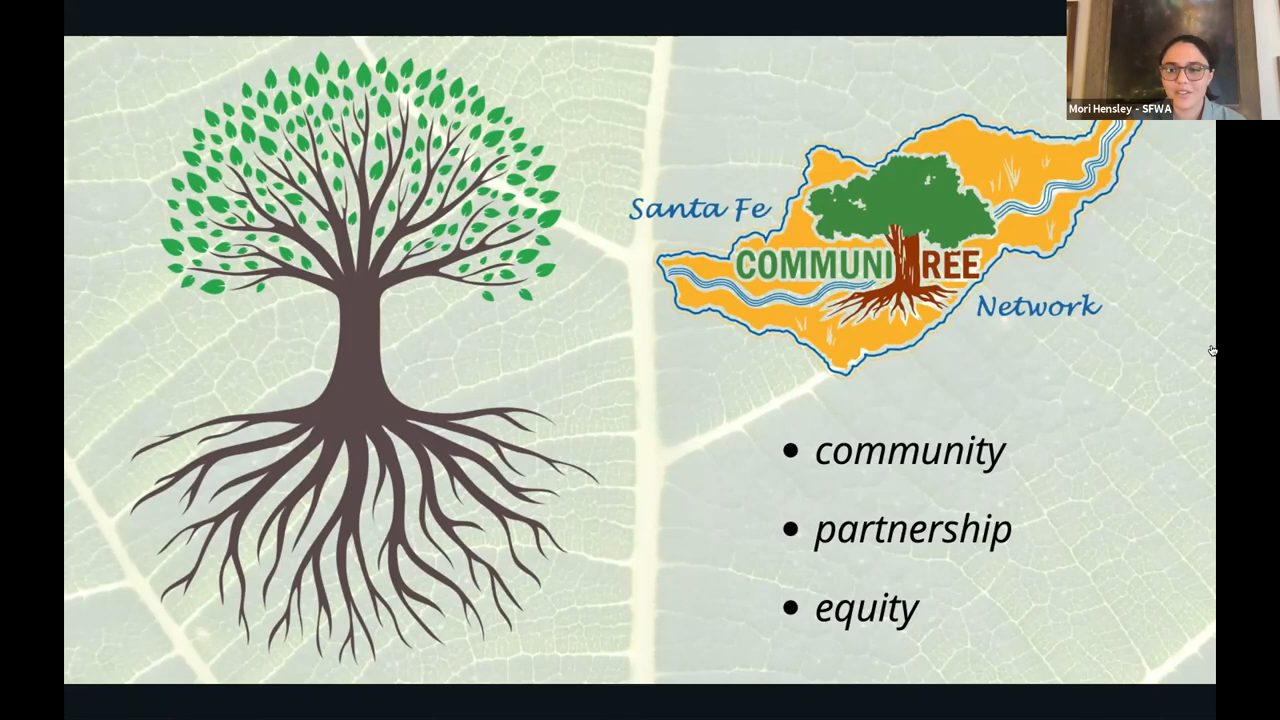 Mori Hensley - SFWA
Santa Fe
COMMUNITREE
Network
• community
• partnership
• equity